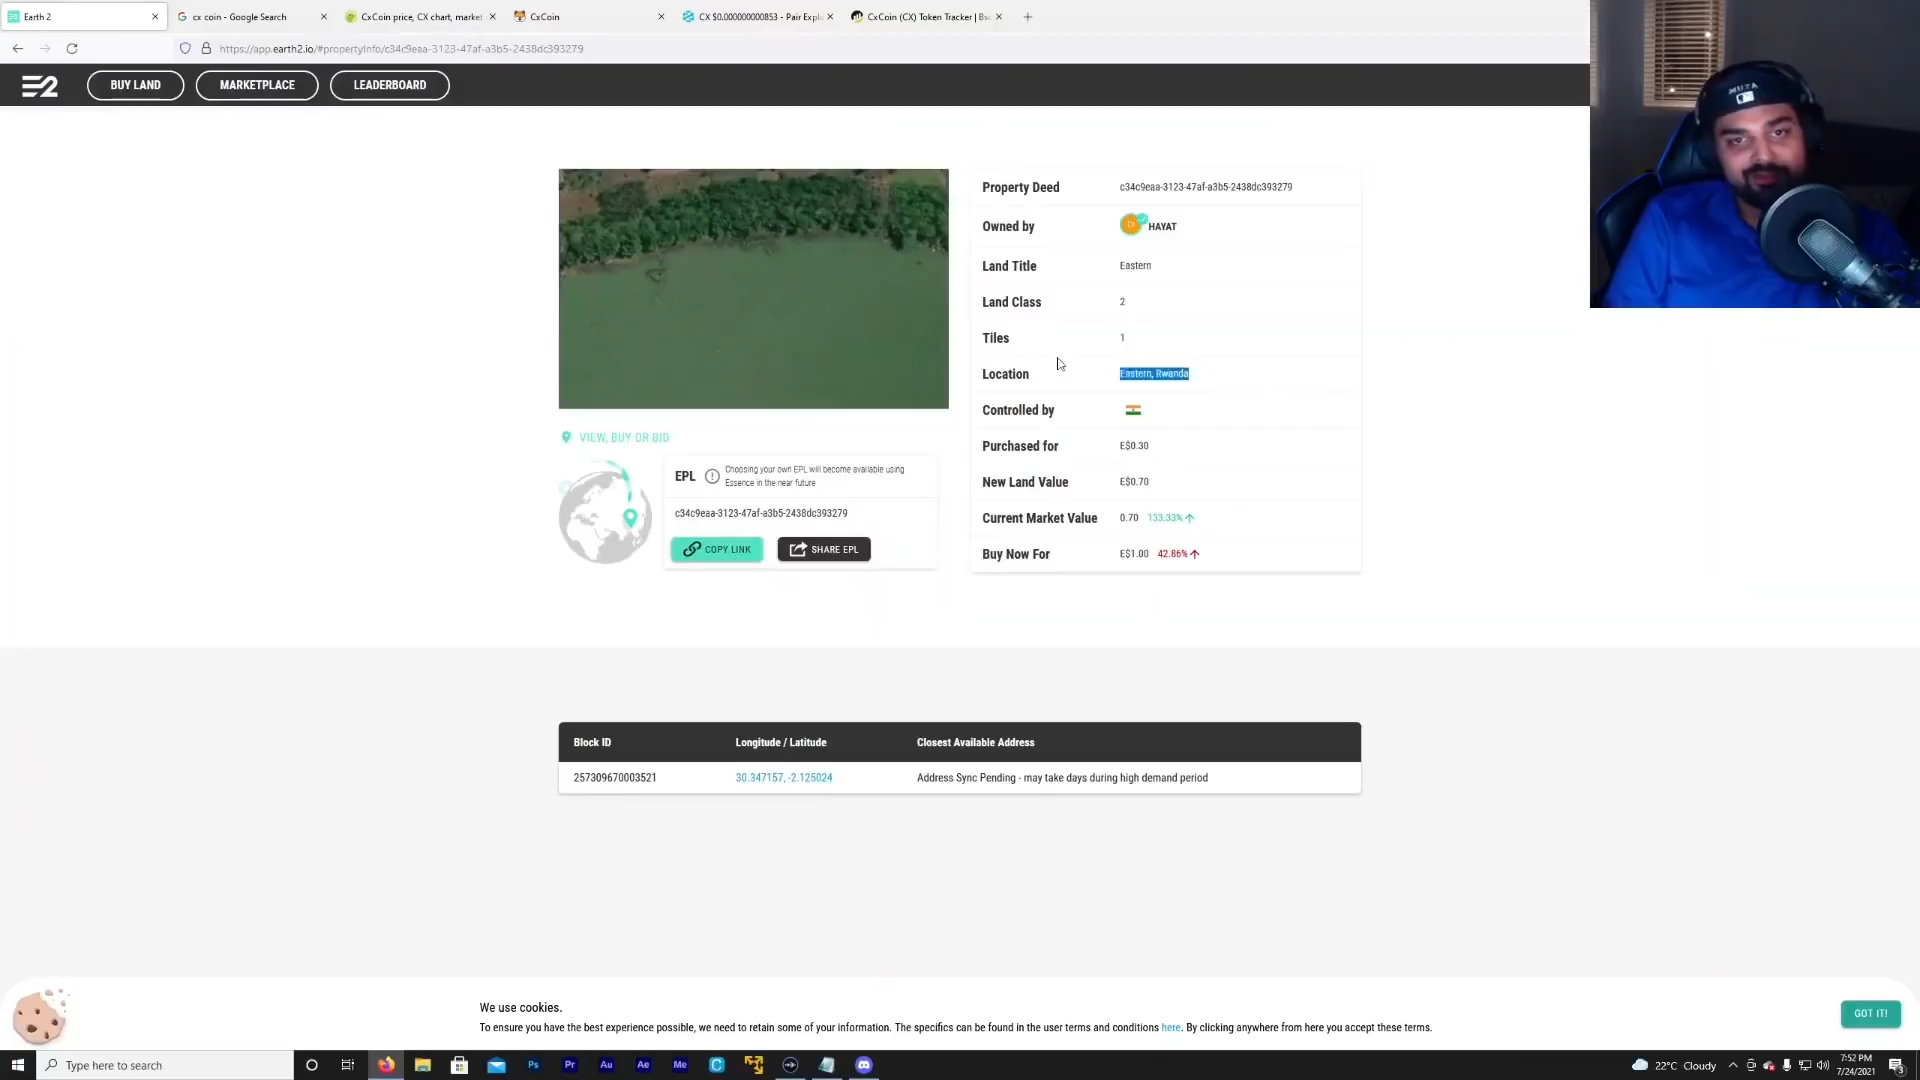 Earth 2
cx coin - Google Search
CxCoin price, CX chart, market
CxCoin
CX $0.000000000853 - Pair Expl
CxCoin (CX) Token Tracker | Bsc
https://app.earth2.io/#propertyInfo/c34c9eaa-3123-47af-a3b5-2438dc393279
E2
BUY LAND
MARKETPLACE
LEADERBOARD
MUTA
Property Deed c34c9eaa-3123-47af-a3b5-2438dc393279
Owned by HAYAT
Land Title Eastern
Land Class 2
Tiles 1
Location Eastern, Rwanda
Controlled by
Purchased for E$0.30
New Land Value E$0.70
Current Market Value 0.70 133.33%
Buy Now For E$1.00 42.86%
VIEW, BUY OR BID
EPL
Choosing your own EPL will become available using
Essence in the near future
c34c9eaa-3123-47af-a3b5-2438dc393279
COPY LINK
SHARE EPL
Block ID Longitude / Latitude Closest Available Address
257309670003521 30.347157, -2.125024 Address Sync Pending - may take days during high demand period
We use cookies.
To ensure you have the best experience possible, we need to retain some of your information. The specifics can be found in the user terms and conditions here. By clicking anywhere from here you accept these terms.
GOT IT!
Type here to search
Ps
Pr
Au
Ae
Me
22°C Cloudy
7:52 PM
7/24/2021